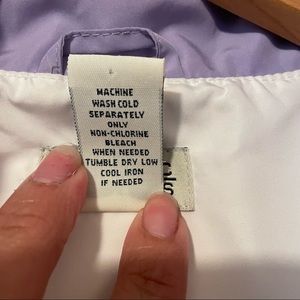 MACHINE
WASH COLD
SEPARATELY
ONLY
NON-CHLORINE
BLEACH
WHEN NEEDED
TUMBLE DRY LOW
COOL IRON
IF NEEDED